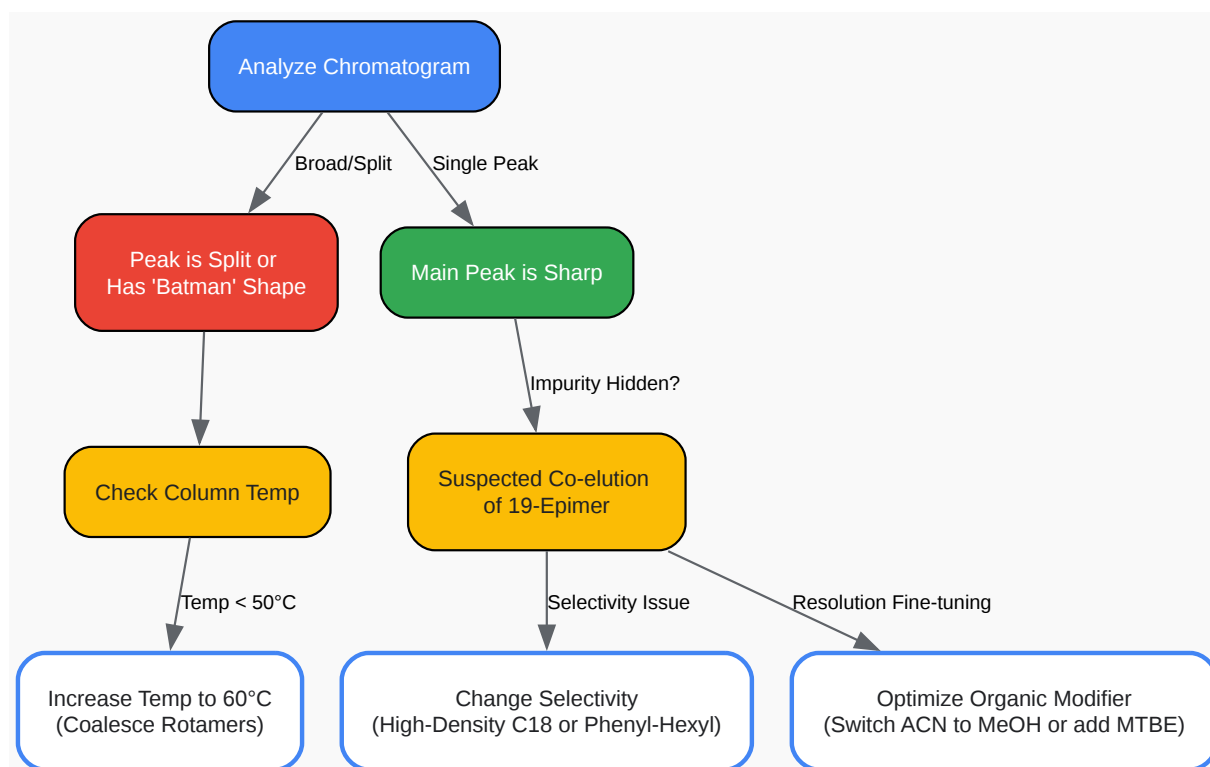 Analyze Chromatogram
Broad/Split
Single Peak
Peak is Split or
Has 'Batman' Shape
Main Peak is Sharp
Impurity Hidden?
Check Column Temp
Suspected Co-elution
of 19-Epimer
Temp < 50°C
Selectivity Issue
Resolution Fine-tuning
Increase Temp to 60°C
(Coalesce Rotamers)
Change Selectivity
(High-Density C18 or Phenyl-Hexyl)
Optimize Organic Modifier
(Switch ACN to MeOH or add MTBE)